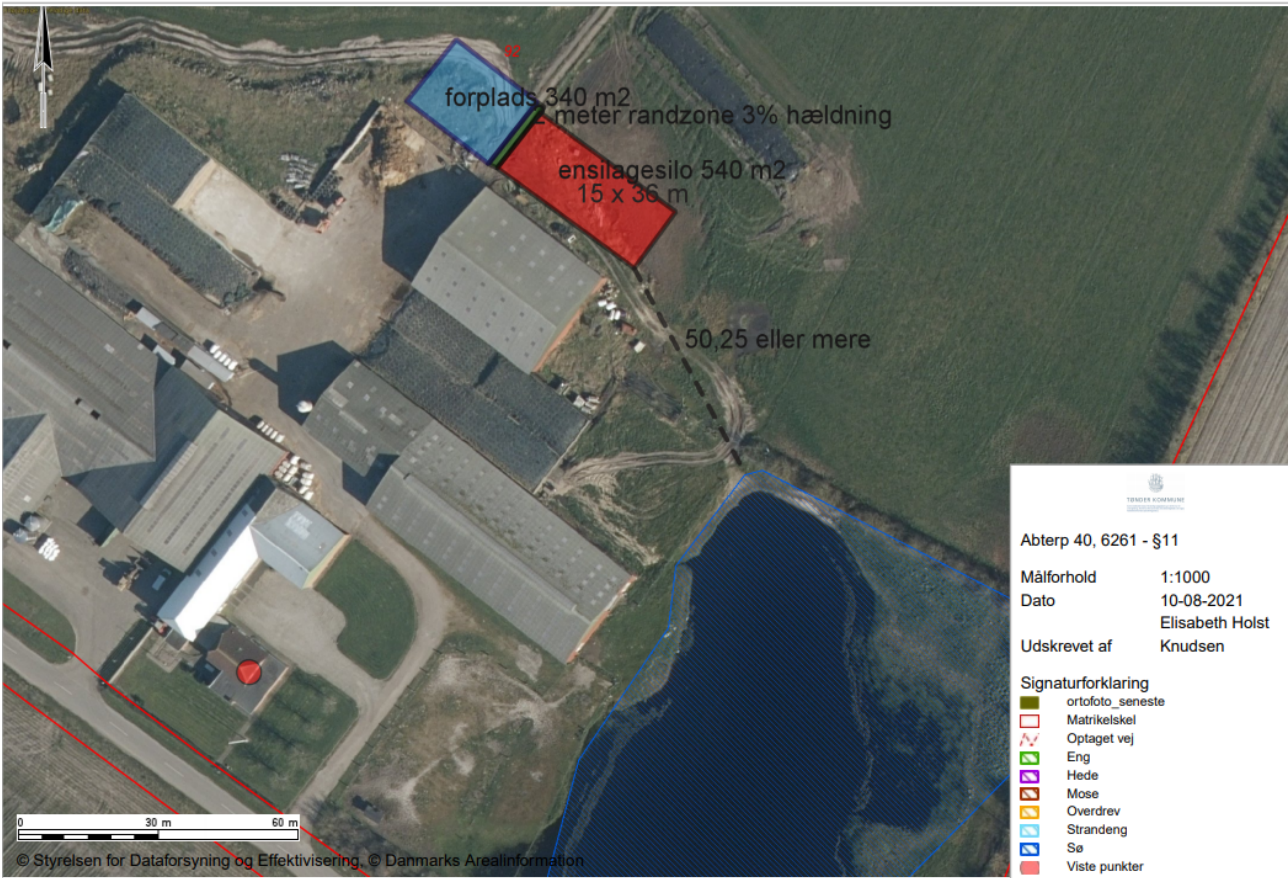 82
forplads 340 m2
2 meter randzone 3% hældning
ensilagesilo 540 m2
15 x 36 m
50,25 eller mere
TØNDER KOMMUNE
Abterp 40, 6261 - §11
Målforhold 1:1000
Dato 10-08-2021
Elisabeth Holst
Udskrevet af Knudsen
Signaturforklaring
ortofoto_seneste
Matrikelskel
Optaget vej
Eng
Hede
Mose
Overdrev
Strandeng
Sø
Viste punkter
0 30 m 60 m
© Styrelsen for Dataforsyning og Effektivisering, © Danmarks Arealinformation